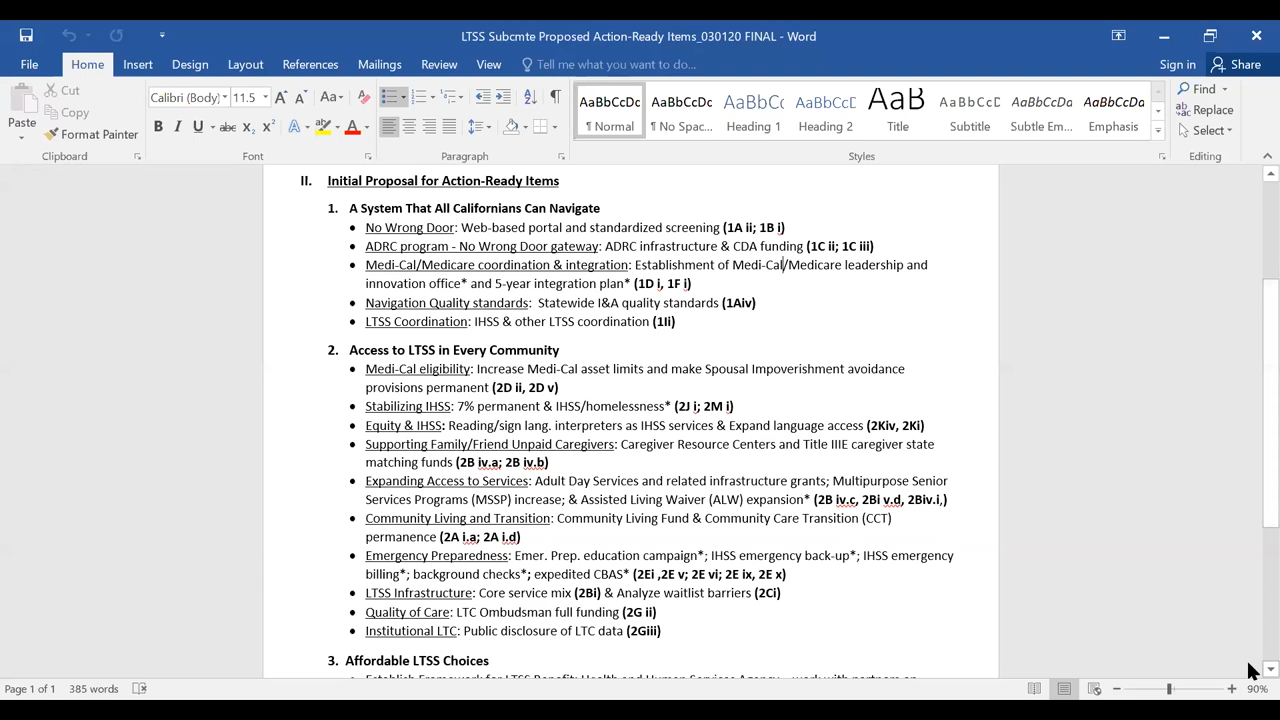 LTSS Subcmte Proposed Action-Ready Items_030120 FINAL - Word
File Home Insert Design Layout References Mailings Review View Tell me what you want to do... Sign in Share
Paste
Cut
Copy
Format Painter
Calibri (Body) 11.5
AaBbCcDc AaBbCcDc AaBbCc AaBbCcD AaB AaBbCcD AaBbCcDa AaBbCcDa
¶ Normal ¶ No Spac... Heading 1 Heading 2 Title Subtitle Subtle Em... Emphasis
Find
Replace
Select
Clipboard Font Paragraph Styles Editing
II. Initial Proposal for Action-Ready Items
1. A System That All Californians Can Navigate
• No Wrong Door: Web-based portal and standardized screening (1A ii; 1B i)
• ADRC program - No Wrong Door gateway: ADRC infrastructure & CDA funding (1C ii; 1C iii)
• Medi-Cal/Medicare coordination & integration: Establishment of Medi-Cal/Medicare leadership and
innovation office* and 5-year integration plan* (1D i, 1F i)
• Navigation Quality standards: Statewide I&A quality standards (1Aiv)
• LTSS Coordination: IHSS & other LTSS coordination (1Ii)
2. Access to LTSS in Every Community
• Medi-Cal eligibility: Increase Medi-Cal asset limits and make Spousal Impoverishment avoidance
provisions permanent (2D ii, 2D v)
• Stabilizing IHSS: 7% permanent & IHSS/homelessness* (2J i; 2M i)
• Equity & IHSS: Reading/sign lang. interpreters as IHSS services & Expand language access (2Kiv, 2Ki)
• Supporting Family/Friend Unpaid Caregivers: Caregiver Resource Centers and Title IIIE caregiver state
matching funds (2B iv.a; 2B iv.b)
• Expanding Access to Services: Adult Day Services and related infrastructure grants; Multipurpose Senior
Services Programs (MSSP) increase; & Assisted Living Waiver (ALW) expansion* (2B iv.c, 2Bi v.d, 2Biv.i,)
• Community Living and Transition: Community Living Fund & Community Care Transition (CCT)
permanence (2A i.a; 2A i.d)
• Emergency Preparedness: Emer. Prep. education campaign*; IHSS emergency back-up*; IHSS emergency
billing*; background checks*; expedited CBAS* (2Ei ,2E v; 2E vi; 2E ix, 2E x)
• LTSS Infrastructure: Core service mix (2Bi) & Analyze waitlist barriers (2Ci)
• Quality of Care: LTC Ombudsman full funding (2G ii)
• Institutional LTC: Public disclosure of LTC data (2Giii)
3. Affordable LTSS Choices
Page 1 of 1 385 words 90%